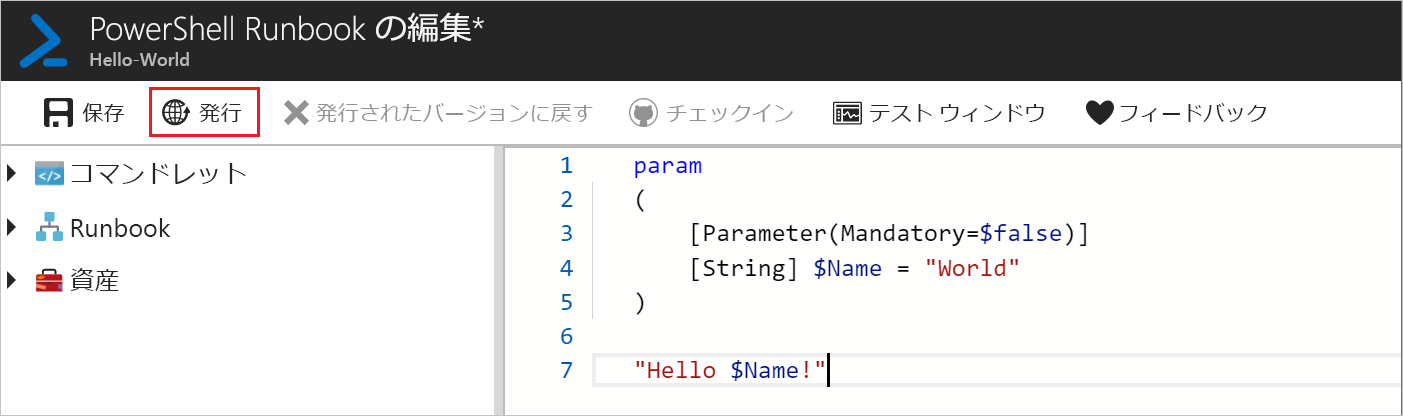 PowerShell Runbook の編集*
Hello-World
保存 発行 発行されたバージョンに戻す チェックイン テスト ウィンドウ フィードバック
コマンドレット
Runbook
資産
1 param
2 (
3     [Parameter(Mandatory=$false)]
4     [String] $Name = "World"
5 )
6
7 "Hello $Name!"